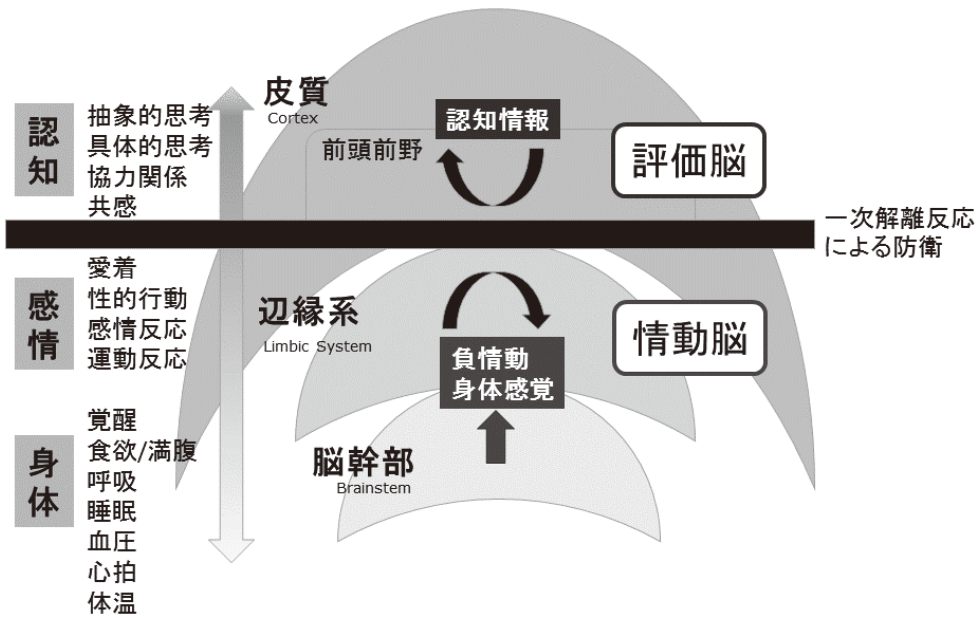 皮質
Cortex
認知
抽象的思考
具体的思考
協力関係
共感
認知情報
前頭前野
評価脳
一次解離反応
による防衛
感情
愛着
性的行動
感情反応
運動反応
辺縁系
Limbic System
負情動
身体感覚
情動脳
身体
覚醒
食欲/満腹
呼吸
睡眠
血圧
心拍
体温
脳幹部
Brainstem